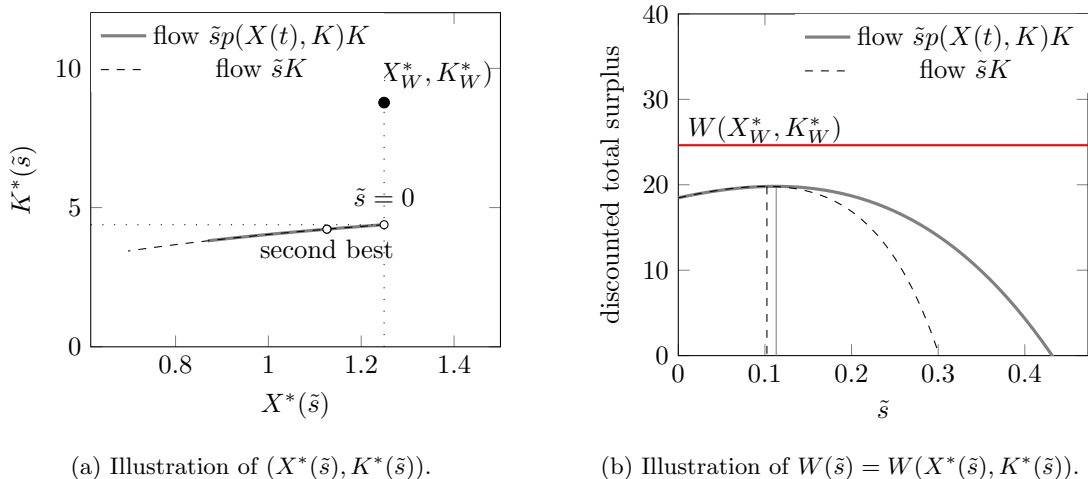 flow s̃p(X(t), K)K
flow s̃K
X*_W, K*_W)
s̃ = 0
second best
10
5
0
0.8
1
1.2
1.4
K*(s̃)
X*(s̃)
(a) Illustration of (X*(s̃), K*(s̃)).
flow s̃p(X(t), K)K
flow s̃K
W(X*_W, K*_W)
40
30
20
10
0
0
0.1
0.2
0.3
0.4
discounted total surplus
s̃
(b) Illustration of W(s̃) = W(X*(s̃), K*(s̃)).